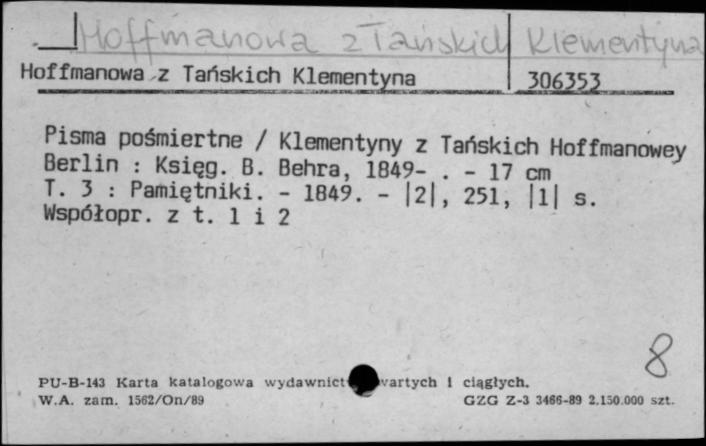 Hoffmanowa z Tańskich Klementyna
Hoffmanowa z Tańskich Klementyna 306353
Pisma pośmiertne / Klementyny z Tańskich Hoffmanowey
Berlin : Księg. B. Behra, 1849- . - 17 cm
T. 3 : Pamiętniki. - 1849. - |2|, 251, |1| s.
Współopr. z t. 1 i 2
8
PU-B-143 Karta katalogowa wydawnict wartych i ciągłych.
W.A. zam. 1562/On/89 GZG Z-3 3466-89 2.150.000 szt.